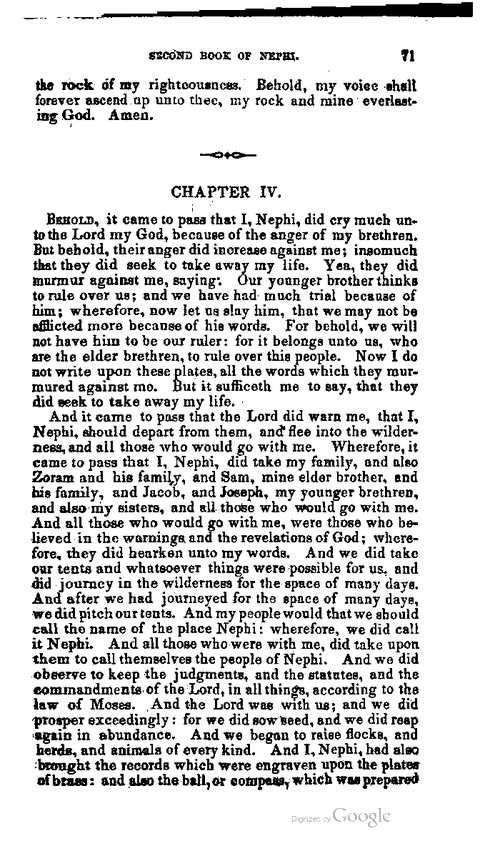 SECOND BOOK OF NEPHI. 71
the rock of my righteousness. Behold, my voice shall
forever ascend up unto thee, my rock and mine everlast-
ing God. Amen.
CHAPTER IV.
BEHOLD, it came to pass that I, Nephi, did cry much un-
to the Lord my God, because of the anger of my brethren.
But behold, their anger did increase against me; insomuch
that they did seek to take away my life. Yea, they did
murmur against me, saying: Our younger brother thinks
to rule over us; and we have had much trial because of
him; wherefore, now let us slay him, that we may not be
afflicted more because of his words. For behold, we will
not have him to be our ruler: for it belongs unto us, who
are the elder brethren, to rule over this people. Now I do
not write upon these plates, all the words which they mur-
mured against me. But it sufficeth me to say, that they
did seek to take away my life.
And it came to pass that the Lord did warn me, that I,
Nephi, should depart from them, and flee into the wilder-
ness, and all those who would go with me. Wherefore, it
came to pass that I, Nephi, did take my family, and also
Zoram and his family, and Sam, mine elder brother, and
his family, and Jacob, and Joseph, my younger brethren,
and also my sisters, and all those who would go with me.
And all those who would go with me, were those who be-
lieved in the warnings and the revelations of God; where-
fore, they did hearken unto my words. And we did take
our tents and whatsoever things were possible for us, and
did journey in the wilderness for the space of many days.
And after we had journeyed for the space of many days,
we did pitch our tents. And my people would that we should
call the name of the place Nephi: wherefore, we did call
it Nephi. And all those who were with me, did take upon
them to call themselves the people of Nephi. And we did
observe to keep the judgments, and the statutes, and the
commandments of the Lord, in all things, according to the
law of Moses. And the Lord was with us; and we did
prosper exceedingly: for we did sow seed, and we did reap
again in abundance. And we began to raise flocks, and
herds, and animals of every kind. And I, Nephi, had also
brought the records which were engraven upon the plates
of brass: and also the ball, or compass, which was prepared
Digitized by Google